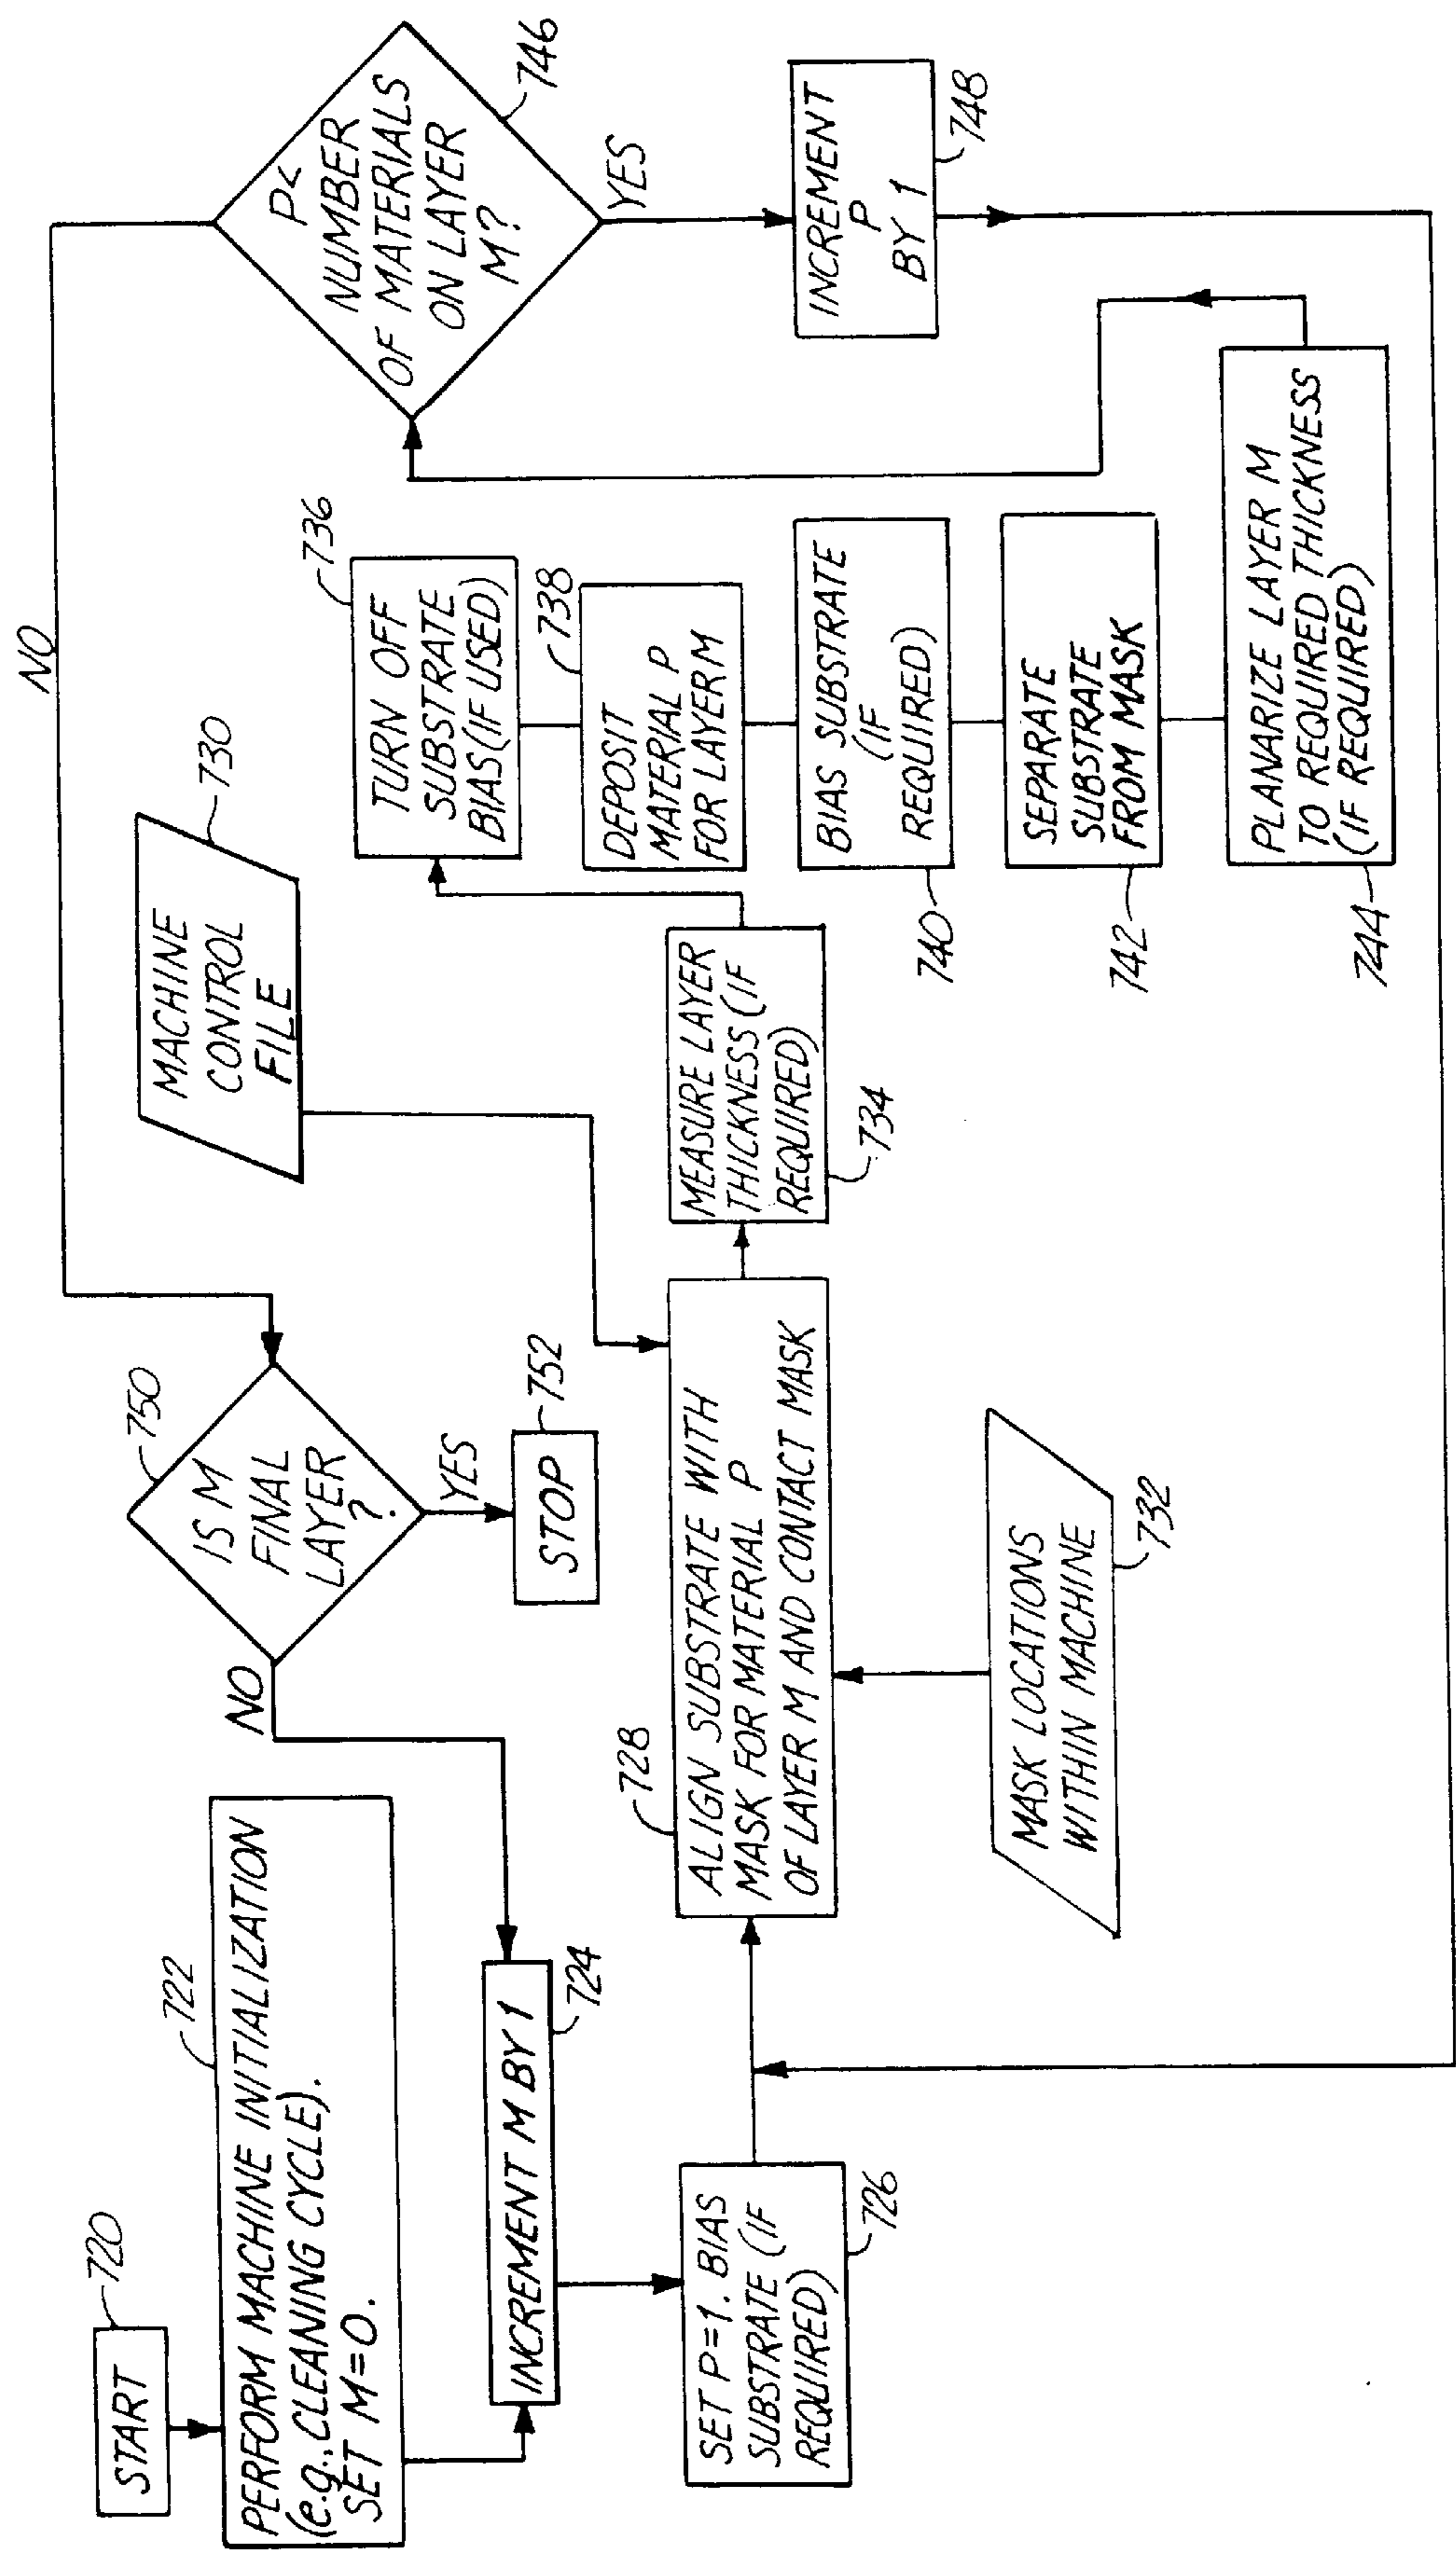 START
720
PERFORM MACHINE INITIALIZATION
(e.g., CLEANING CYCLE).
SET M=0.
722
INCREMENT M BY 1
724
SET P=1. BIAS
SUBSTRATE (IF
REQUIRED)
726
ALIGN SUBSTRATE WITH
MASK FOR MATERIAL P
OF LAYER M AND CONTACT MASK
728
MACHINE
CONTROL
FILE
730
MASK LOCATIONS
WITHIN MACHINE
732
MEASURE LAYER
THICKNESS (IF
REQUIRED)
734
TURN OFF
SUBSTRATE
BIAS (IF USED)
736
DEPOSIT
MATERIAL P
FOR LAYER M
738
BIAS SUBSTRATE
(IF
REQUIRED)
740
SEPARATE
SUBSTRATE
FROM MASK
742
PLANARIZE LAYER M
TO REQUIRED THICKNESS
(IF REQUIRED)
744
P<
NUMBER
OF MATERIALS
ON LAYER
M?
746
YES
INCREMENT
P
BY 1
748
NO
IS M
FINAL
LAYER
?
750
YES
STOP
752
NO